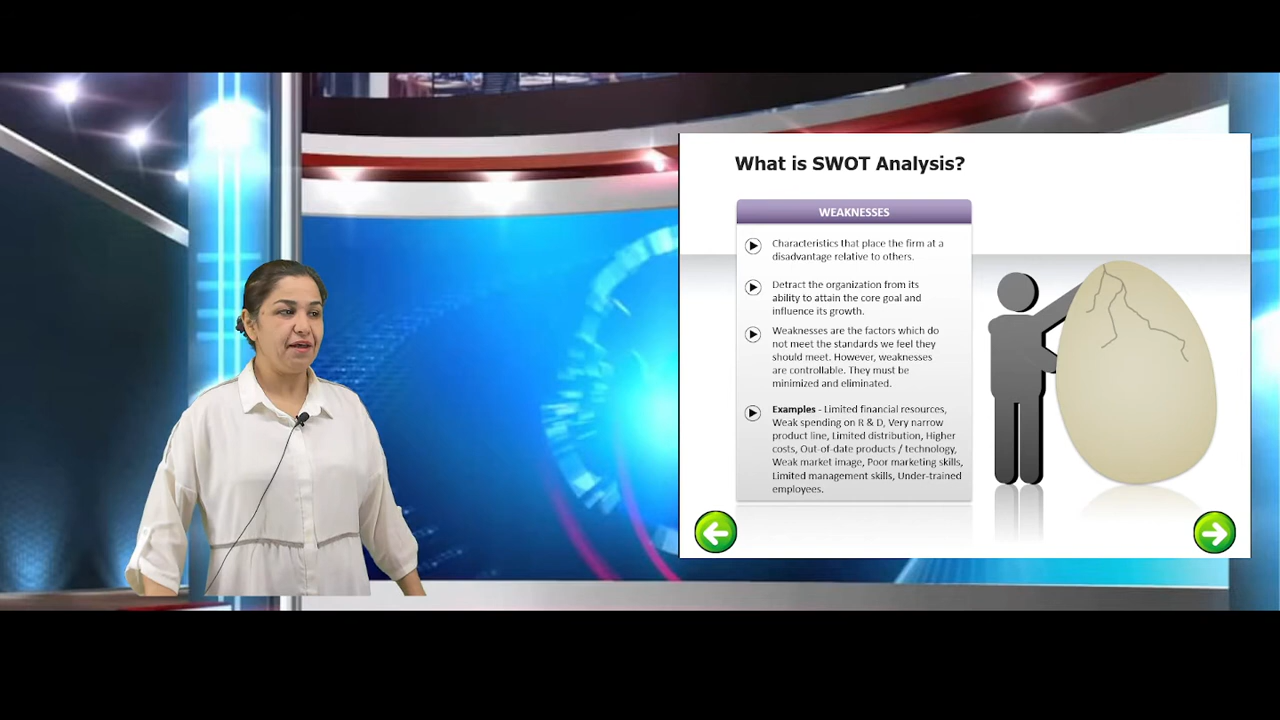 What is SWOT Analysis?
WEAKNESSES
Characteristics that place the firm at a
disadvantage relative to others.
Detract the organization from its
ability to attain the core goal and
influence its growth.
Weaknesses are the factors which do
not meet the standards we feel they
should meet. However, weaknesses
are controllable. They must be
minimized and eliminated.
Examples - Limited financial resources,
Weak spending on R & D, Very narrow
product line, Limited distribution, Higher
costs, Out-of-date products / technology,
Weak market image, Poor marketing skills,
Limited management skills, Under-trained
employees.